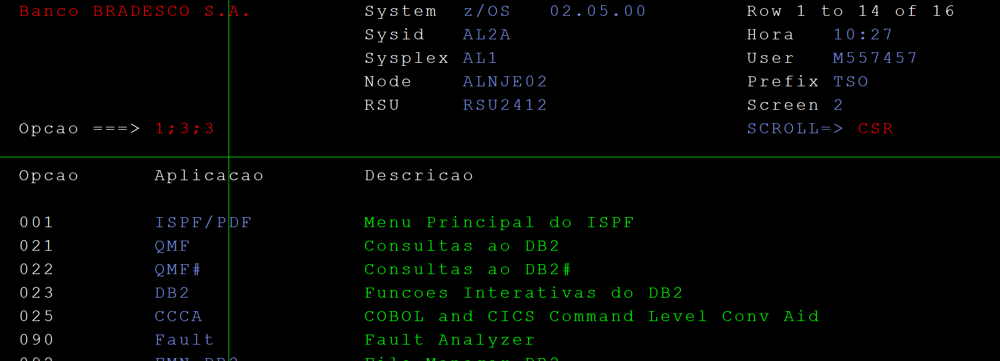 Banco BRADESCO S.A. System z/OS 02.05.00 Row 1 to 14 of 16
Sysid AL2A Hora 10:27
Sysplex AL1 User M557457
Node ALNJE02 Prefix TSO
RSU RSU2412 Screen 2
Opcao ===> 1;3;3 SCROLL=> CSR
Opcao Aplicacao Descricao
001 ISPF/PDF Menu Principal do ISPF
021 QMF Consultas ao DB2
022 QMF# Consultas ao DB2#
023 DB2 Funcoes Interativas do DB2
025 CCCA COBOL and CICS Command Level Conv Aid
090 Fault Fault Analyzer